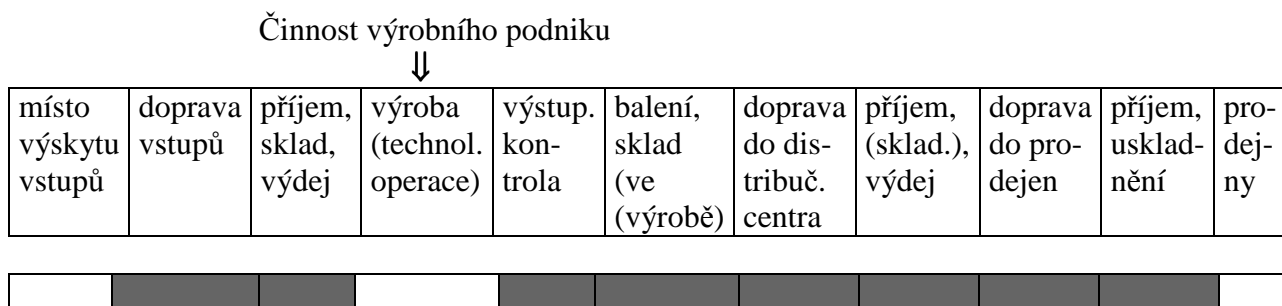 Činnost výrobního podniku
⇓
místo
výskytu
vstupů
doprava
vstupů
příjem,
sklad,
výdej
výroba
(technol.
operace)
výstup.
kon-
trola
balení,
sklad
(ve
(výrobě)
doprava
do dis-
tribuč.
centra
příjem,
(sklad.),
výdej
doprava
do pro-
dejen
příjem,
usklad-
nění
pro-
dej-
ny